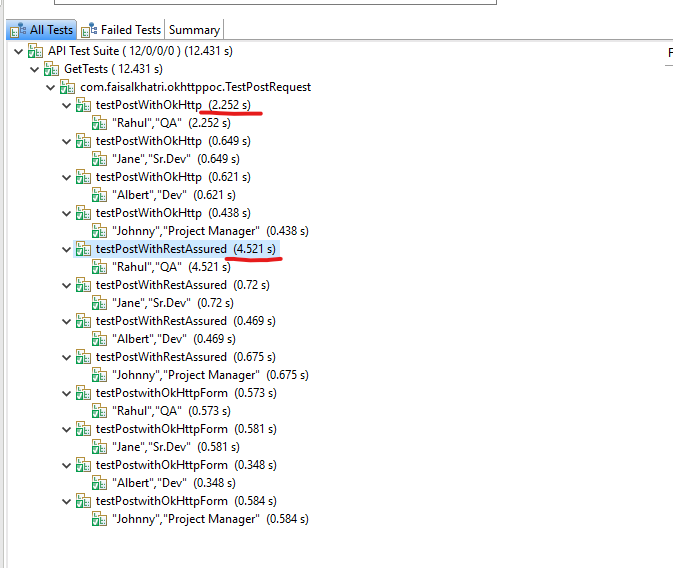 All Tests Failed Tests Summary
F
API Test Suite ( 12/0/0/0 ) (12.431 s)
GetTests ( 12.431 s)
com.faisalkhatri.okhttppoc.TestPostRequest
testPostWithOkHttp (2.252 s)
"Rahul","QA" (2.252 s)
testPostWithOkHttp (0.649 s)
"Jane","Sr.Dev" (0.649 s)
testPostWithOkHttp (0.621 s)
"Albert","Dev" (0.621 s)
testPostWithOkHttp (0.438 s)
"Johnny","Project Manager" (0.438 s)
testPostWithRestAssured (4.521 s)
"Rahul","QA" (4.521 s)
testPostWithRestAssured (0.72 s)
"Jane","Sr.Dev" (0.72 s)
testPostWithRestAssured (0.469 s)
"Albert","Dev" (0.469 s)
testPostWithRestAssured (0.675 s)
"Johnny","Project Manager" (0.675 s)
testPostwithOkHttpForm (0.573 s)
"Rahul","QA" (0.573 s)
testPostwithOkHttpForm (0.581 s)
"Jane","Sr.Dev" (0.581 s)
testPostwithOkHttpForm (0.348 s)
"Albert","Dev" (0.348 s)
testPostwithOkHttpForm (0.584 s)
"Johnny","Project Manager" (0.584 s)